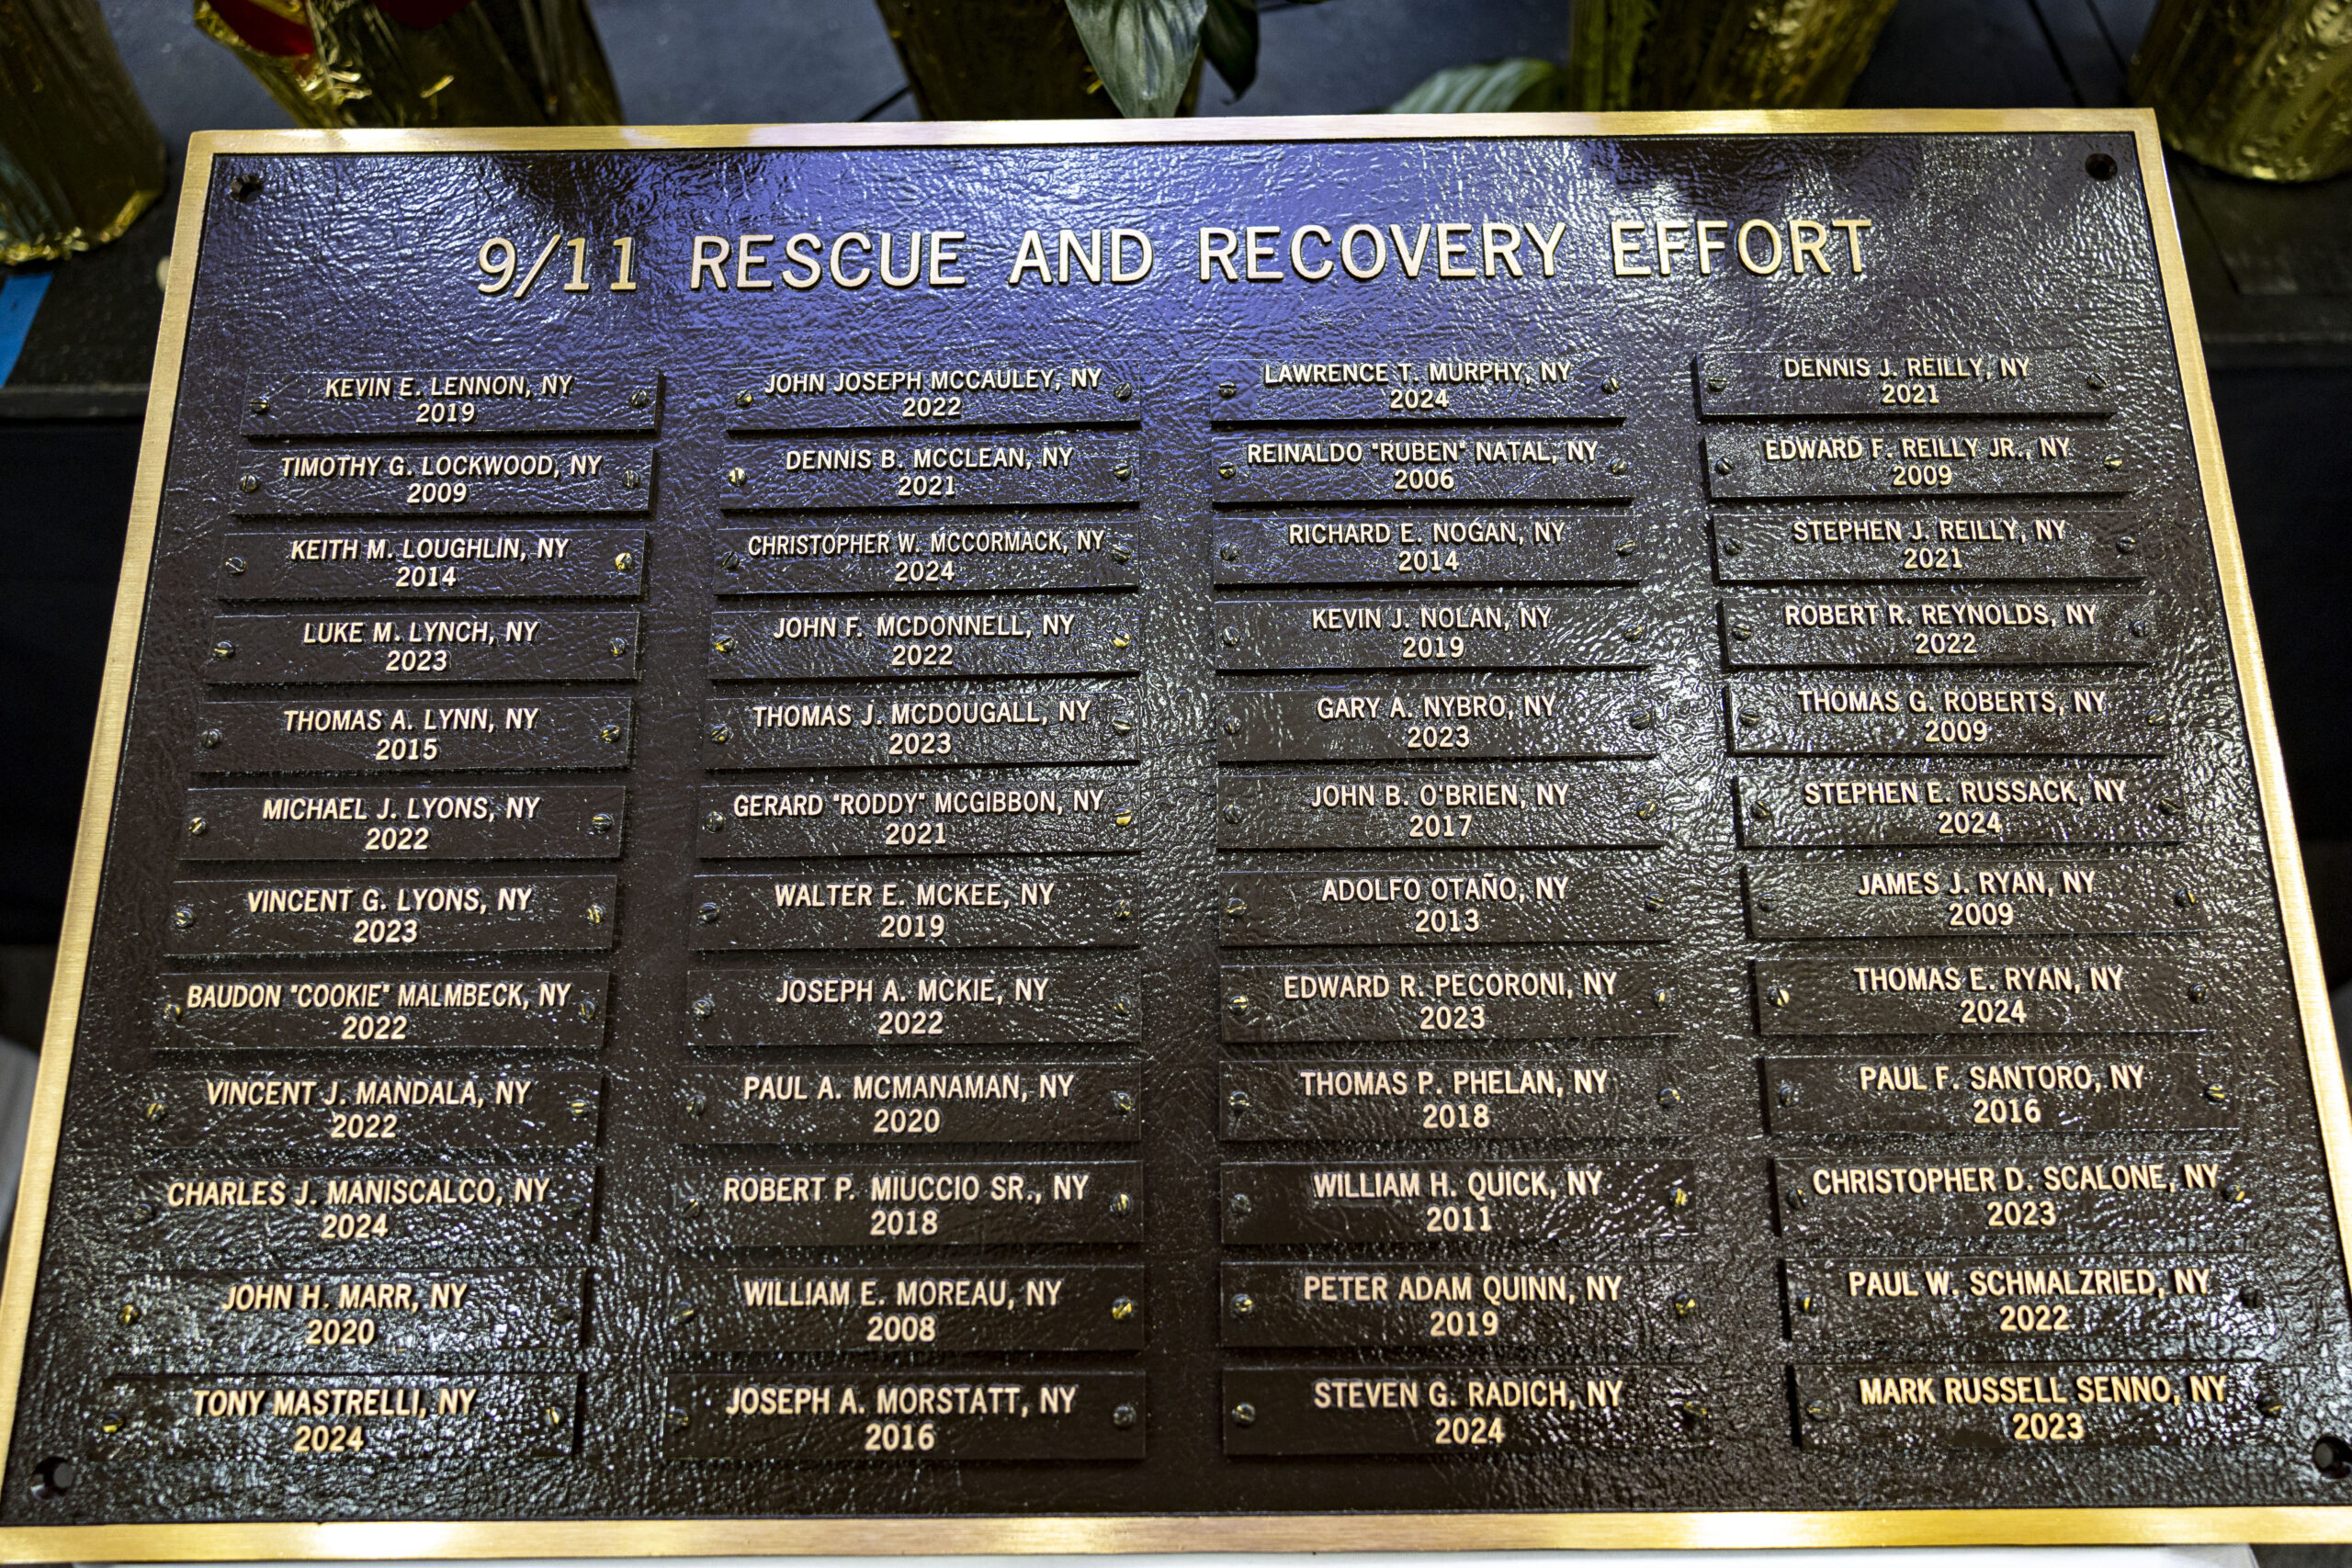 9/11 RESCUE AND RECOVERY EFFORT
KEVIN E. LENNON, NY
2019
TIMOTHY G. LOCKWOOD, NY
2009
KEITH M. LOUGHLIN, NY
2014
LUKE M. LYNCH, NY
2023
THOMAS A. LYNN, NY
2015
MICHAEL J. LYONS, NY
2022
VINCENT G. LYONS, NY
2023
BAUDON "COOKIE" MALMBECK, NY
2022
VINCENT J. MANDALA, NY
2022
CHARLES J. MANISCALCO, NY
2024
JOHN H. MARR, NY
2020
TONY MASTRELLI, NY
2024
JOHN JOSEPH MCCAULEY, NY
2022
DENNIS B. MCCLEAN, NY
2021
CHRISTOPHER W. MCCORMACK, NY
2024
JOHN F. MCDONNELL, NY
2022
THOMAS J. MCDOUGALL, NY
2023
GERARD "RODDY" MCGIBBON, NY
2021
WALTER E. MCKEE, NY
2019
JOSEPH A. MCKIE, NY
2022
PAUL A. MCMANAMAN, NY
2020
ROBERT P. MIUCCIO SR., NY
2018
WILLIAM E. MOREAU, NY
2008
JOSEPH A. MORSTATT, NY
2016
LAWRENCE T. MURPHY, NY
2024
REINALDO "RUBEN" NATAL, NY
2006
RICHARD E. NOGAN, NY
2014
KEVIN J. NOLAN, NY
2019
GARY A. NYBRO, NY
2023
JOHN B. O'BRIEN, NY
2017
ADOLFO OTAÑO, NY
2013
EDWARD R. PECORONI, NY
2023
THOMAS P. PHELAN, NY
2018
WILLIAM H. QUICK, NY
2011
PETER ADAM QUINN, NY
2019
STEVEN G. RADICH, NY
2024
DENNIS J. REILLY, NY
2021
EDWARD F. REILLY JR., NY
2009
STEPHEN J. REILLY, NY
2021
ROBERT R. REYNOLDS, NY
2022
THOMAS G. ROBERTS, NY
2009
STEPHEN E. RUSSACK, NY
2024
JAMES J. RYAN, NY
2009
THOMAS E. RYAN, NY
2024
PAUL F. SANTORO, NY
2016
CHRISTOPHER D. SCALONE, NY
2023
PAUL W. SCHMALZRIED, NY
2022
MARK RUSSELL SENNO, NY
2023